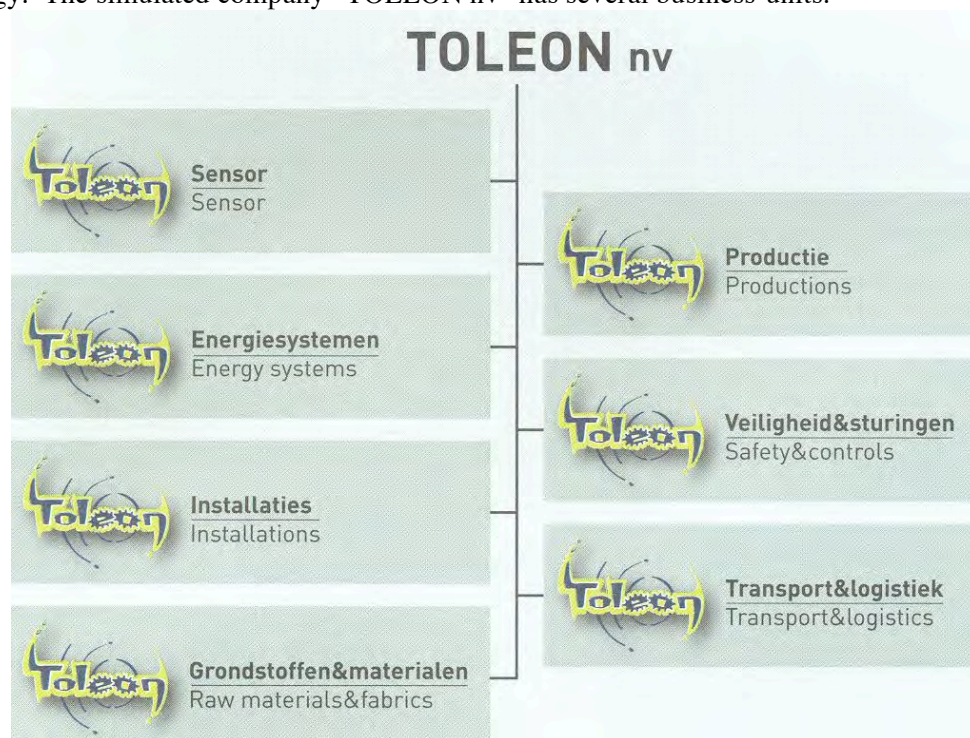 gy. The simulated company "TOLEON nv" has several business-units.
TOLEON nv
Toleon
Sensor
Sensor
Toleon
Energiesystemen
Energy systems
Toleon
Installaties
Installations
Toleon
Grondstoffen&materialen
Raw materials&fabrics
Toleon
Productie
Productions
Toleon
Veiligheid&sturingen
Safety&controls
Toleon
Transport&logistiek
Transport&logistics